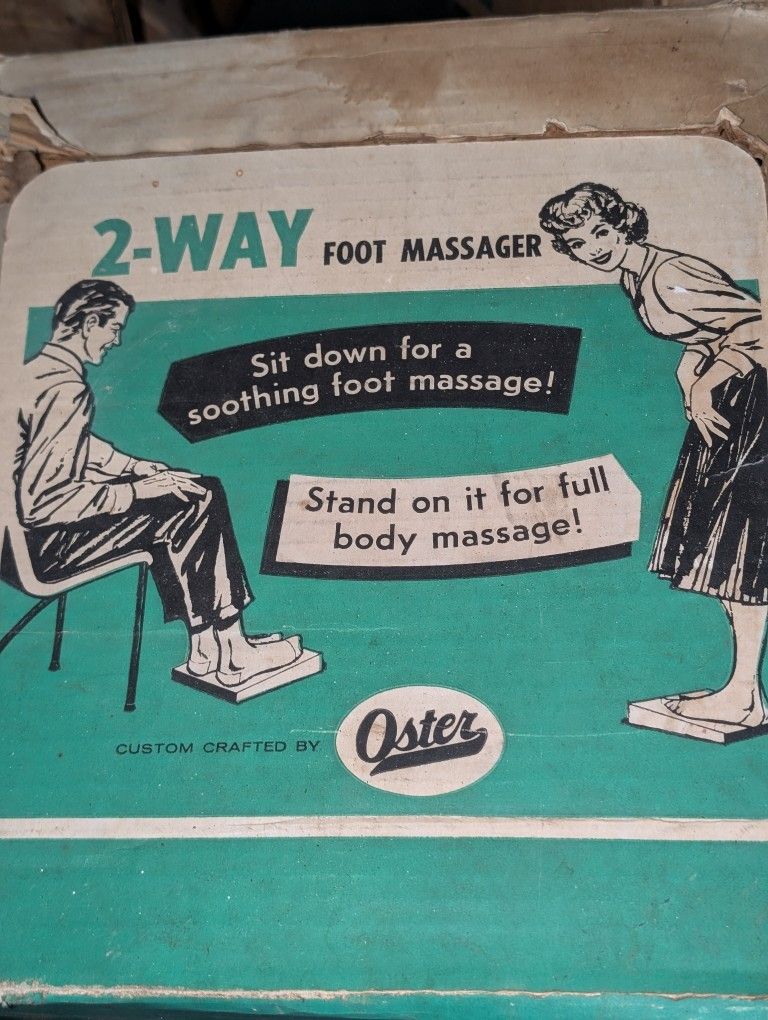 2-WAY FOOT MASSAGER
Sit down for a
soothing foot massage!
Stand on it for full
body massage!
CUSTOM CRAFTED BY Oster